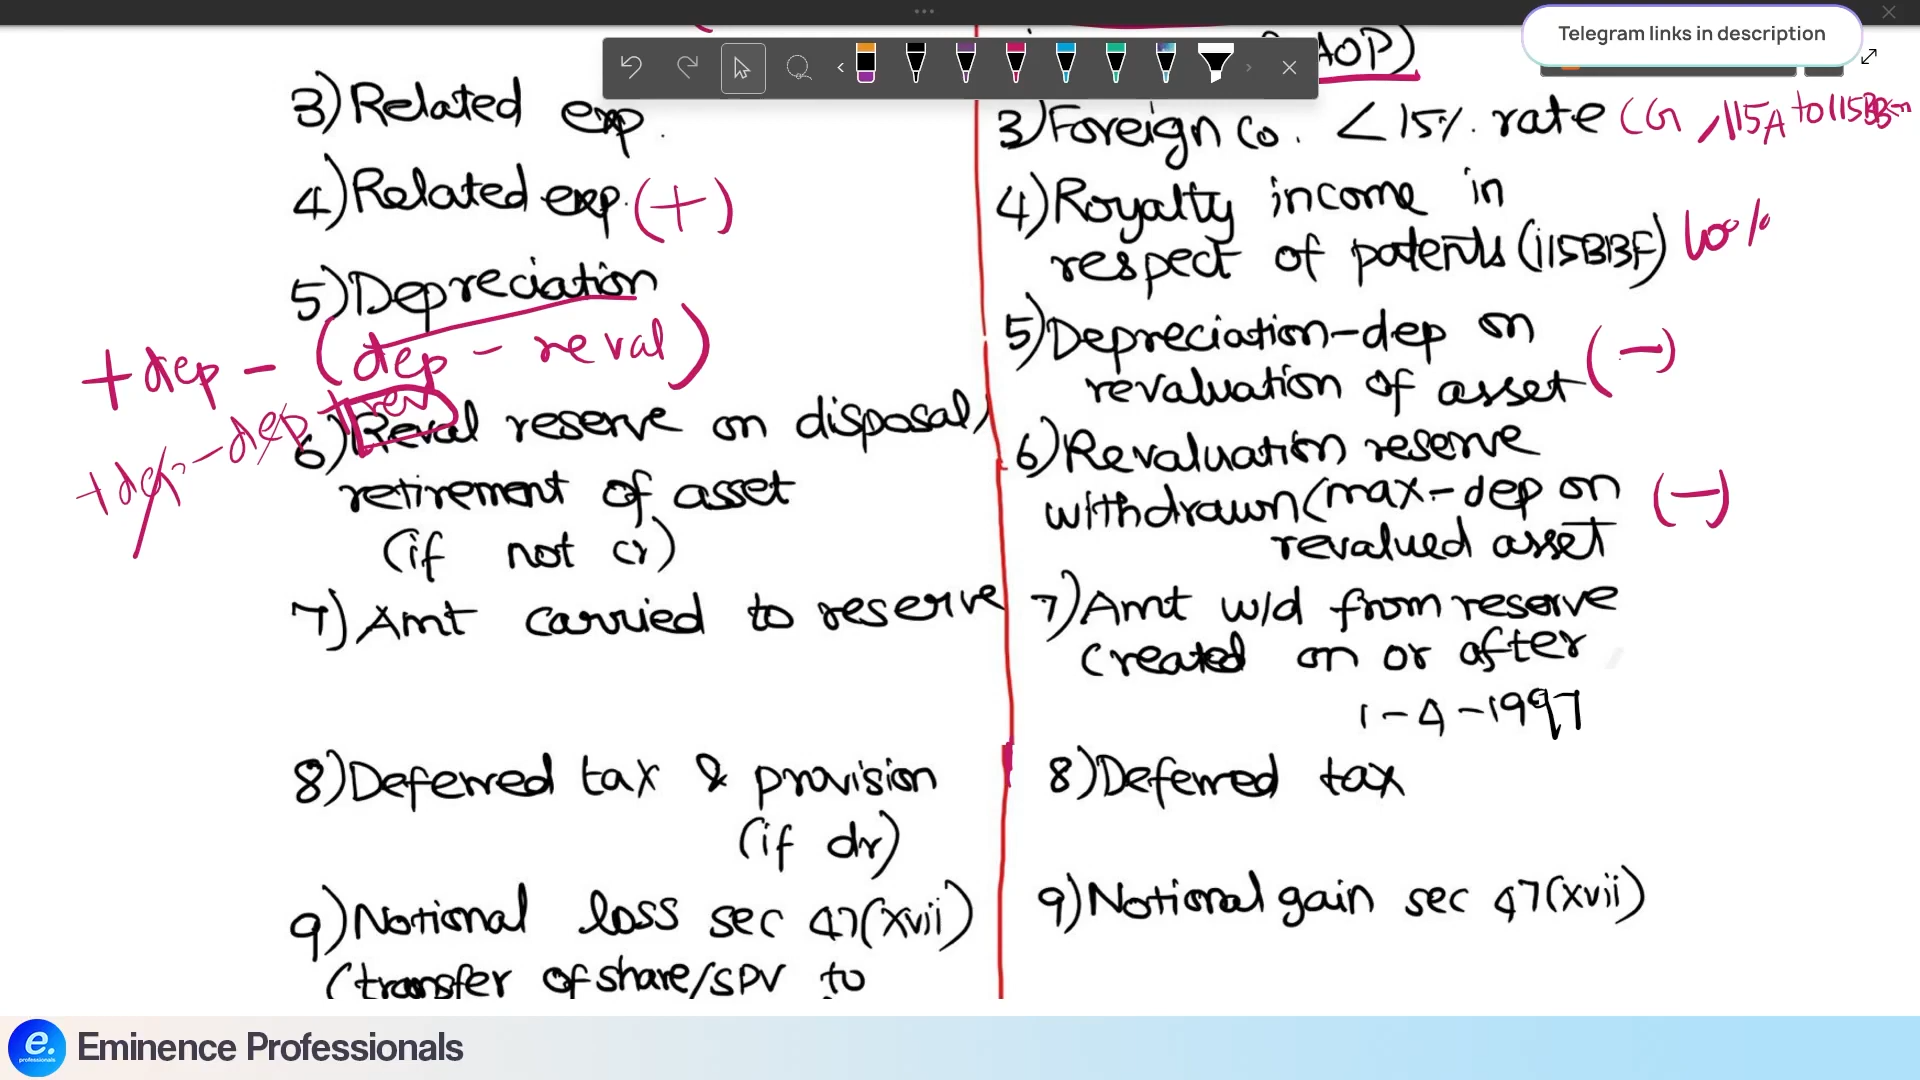 Telegram links in description
AOP)
3) Related exp.
4) Related exp. (+)
5) Depreciation
+dep - (dep - reval)
+dep - dep + rev
6) Reval reserve on disposal/
retirement of asset
(if not cr)
7) Amt carried to reserve
8) Deferred tax & provision
(if dr)
9) Notional loss sec 47(xvii)
(transfer of share/SPV to
3) Foreign Co. <15% rate CG, 115A to 115BB
4) Royalty income in
respect of patents (115BBF) 100%
5) Depreciation-dep on
revaluation of asset (-)
6) Revaluation reserve
withdrawn (max-dep on
revalued asset (-)
7) Amt w/d from reserve
created on or after
1-4-1997
8) Deferred tax
9) Notional gain sec 47(xvii)
e.
professionals
Eminence Professionals